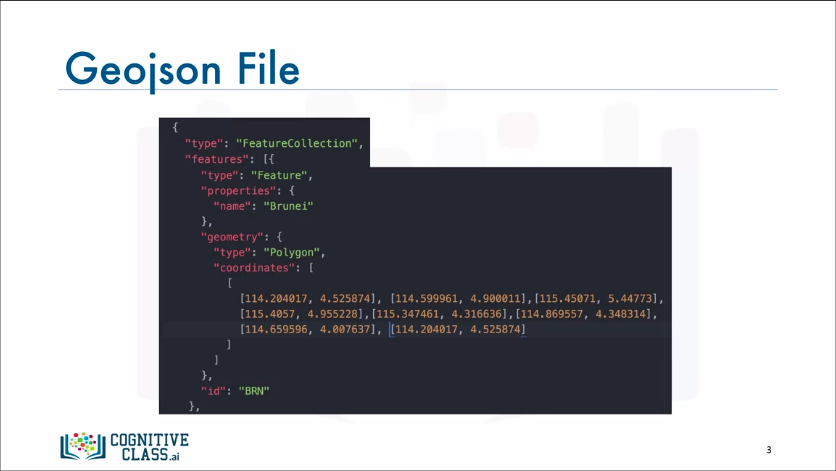 Geojson File
{
"type": "FeatureCollection",
"features": [{
"type": "Feature",
"properties": {
"name": "Brunei"
},
"geometry": {
"type": "Polygon",
"coordinates": [
[
[114.204017, 4.525874], [114.599961, 4.900011],[115.45071, 5.44773],
[115.4057, 4.955228],[115.347461, 4.316636],[114.869557, 4.348314],
[114.659596, 4.007637], [114.204017, 4.525874]
]
]
},
"id": "BRN"
},
COGNITIVE
CLASS.ai
3